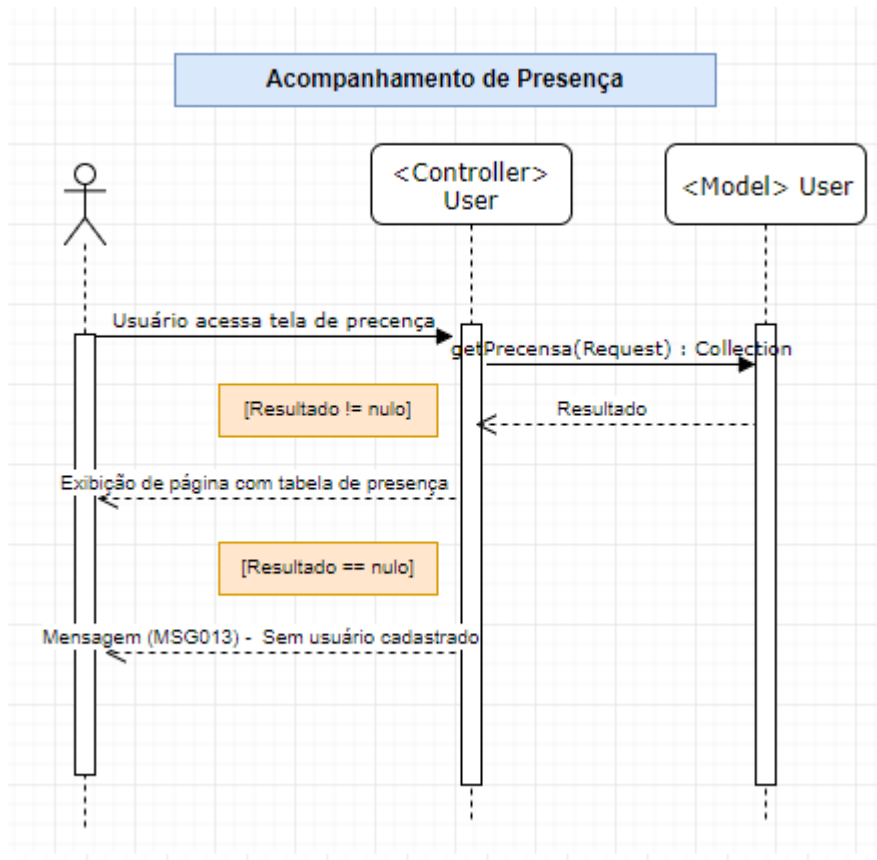 Acompanhamento de Presença
<Controller>
User
<Model> User
Usuário acessa tela de precença
getPrecensa(Request) : Collection
[Resultado != nulo]
Resultado
Exibição de página com tabela de presença
[Resultado == nulo]
Mensagem (MSG013) - Sem usuário cadastrado